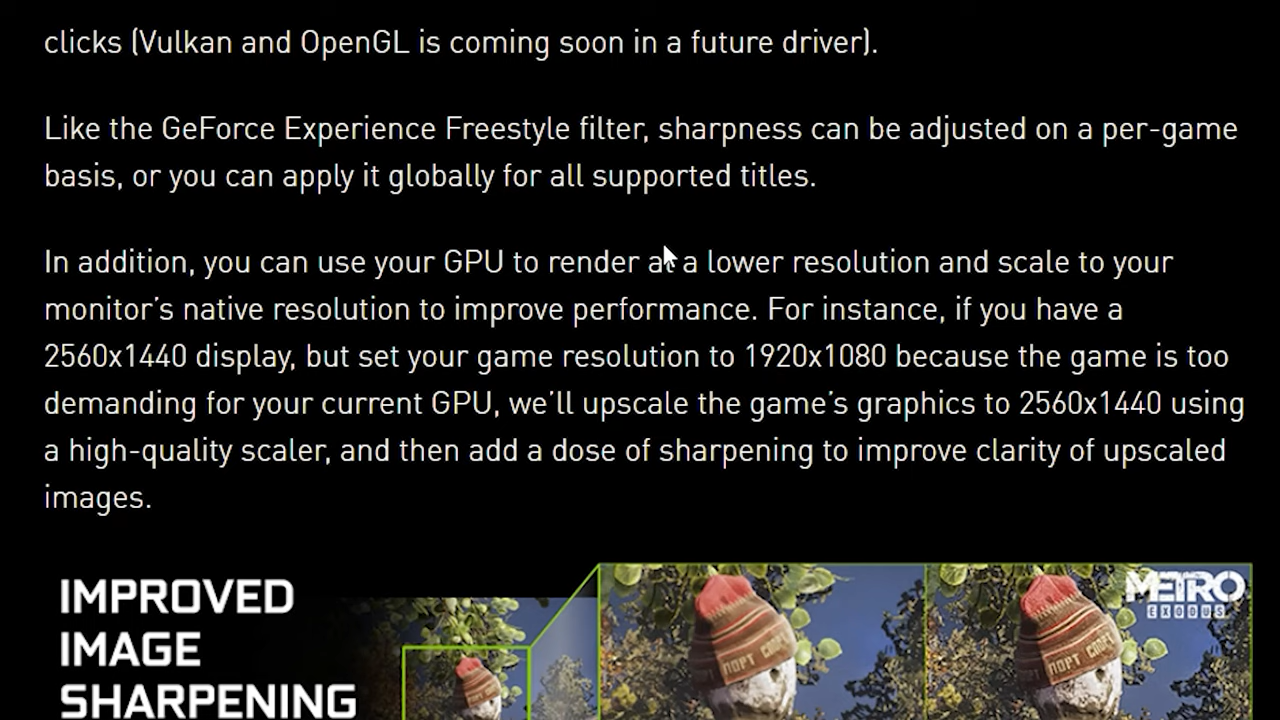 clicks (Vulkan and OpenGL is coming soon in a future driver).
Like the GeForce Experience Freestyle filter, sharpness can be adjusted on a per-game
basis, or you can apply it globally for all supported titles.
In addition, you can use your GPU to render at a lower resolution and scale to your
monitor's native resolution to improve performance. For instance, if you have a
2560x1440 display, but set your game resolution to 1920x1080 because the game is too
demanding for your current GPU, we'll upscale the game's graphics to 2560x1440 using
a high-quality scaler, and then add a dose of sharpening to improve clarity of upscaled
images.
IMPROVED
IMAGE
SHARPENING
METRO
EXODUS